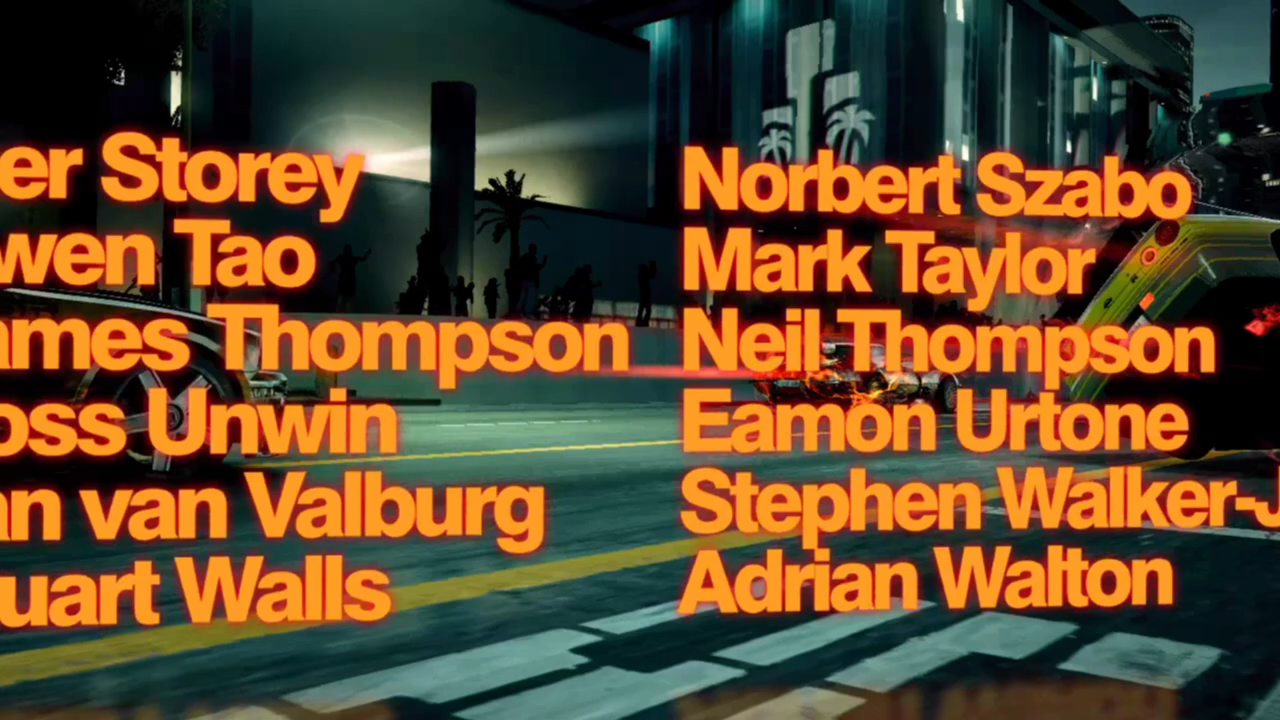 er Storey
wen Tao
ames Thompson
oss Unwin
an van Valburg
uart Walls
Norbert Szabo
Mark Taylor
Neil Thompson
Eamon Urtone
Stephen Walker-J
Adrian Walton